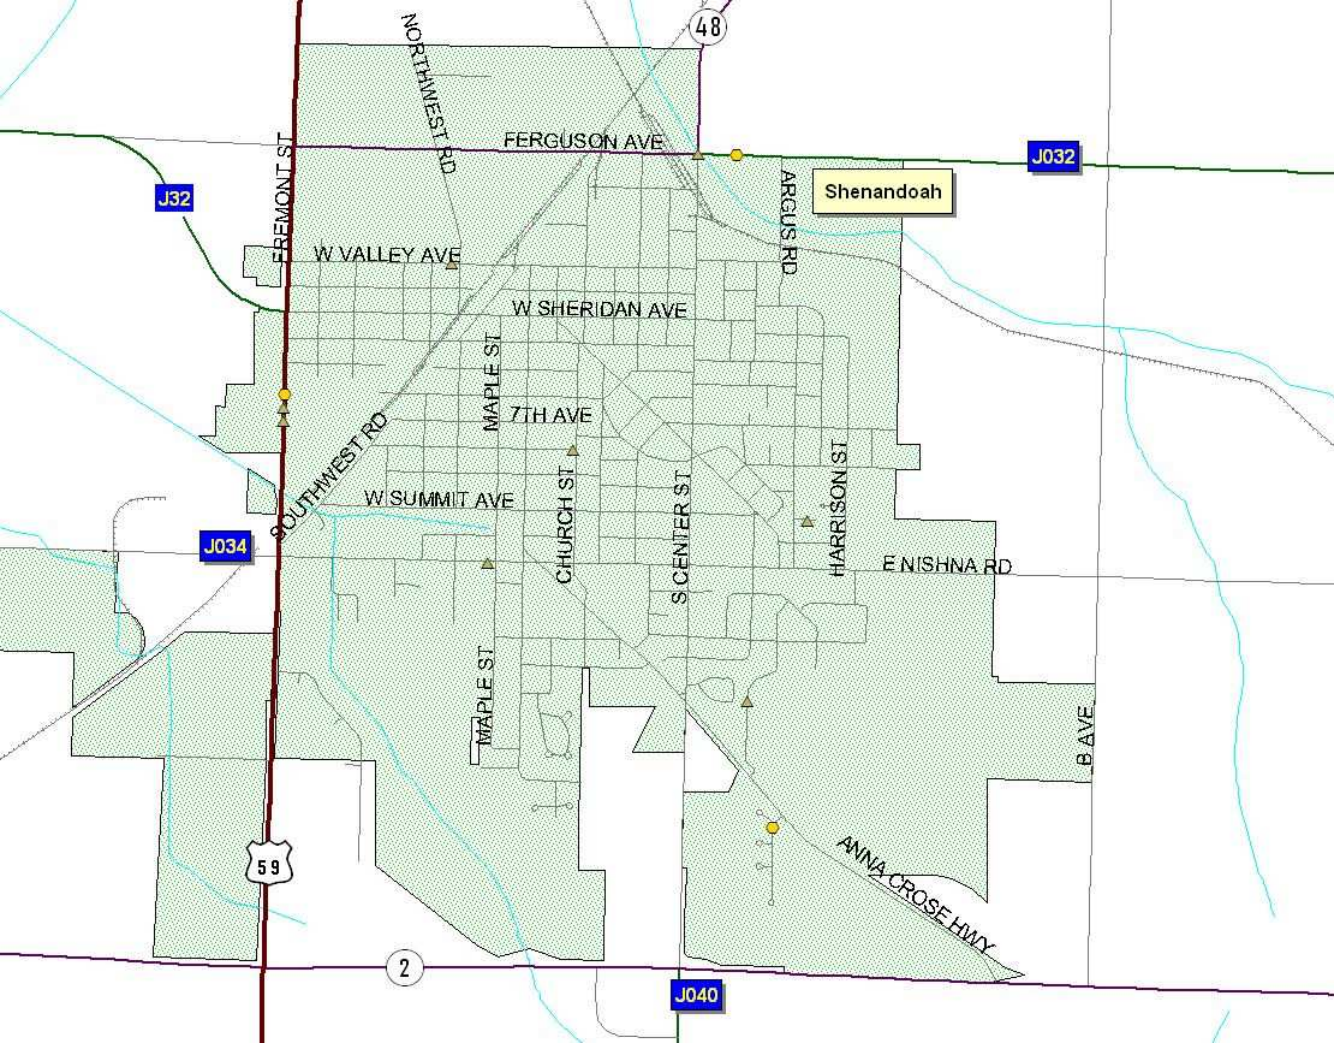 48
NORTHWEST RD
FERGUSON AVE
FREMONT ST
J032
J32
ARGUS RD
Shenandoah
W VALLEY AVE
W SHERIDAN AVE
MAPLE ST
7TH AVE
SOUTHWEST RD
W SUMMIT AVE
CHURCH ST
S CENTER ST
HARRISON ST
J034
E NISHNA RD
MAPLE ST
B AVE
59
ANNA CROSE HWY
2
J040